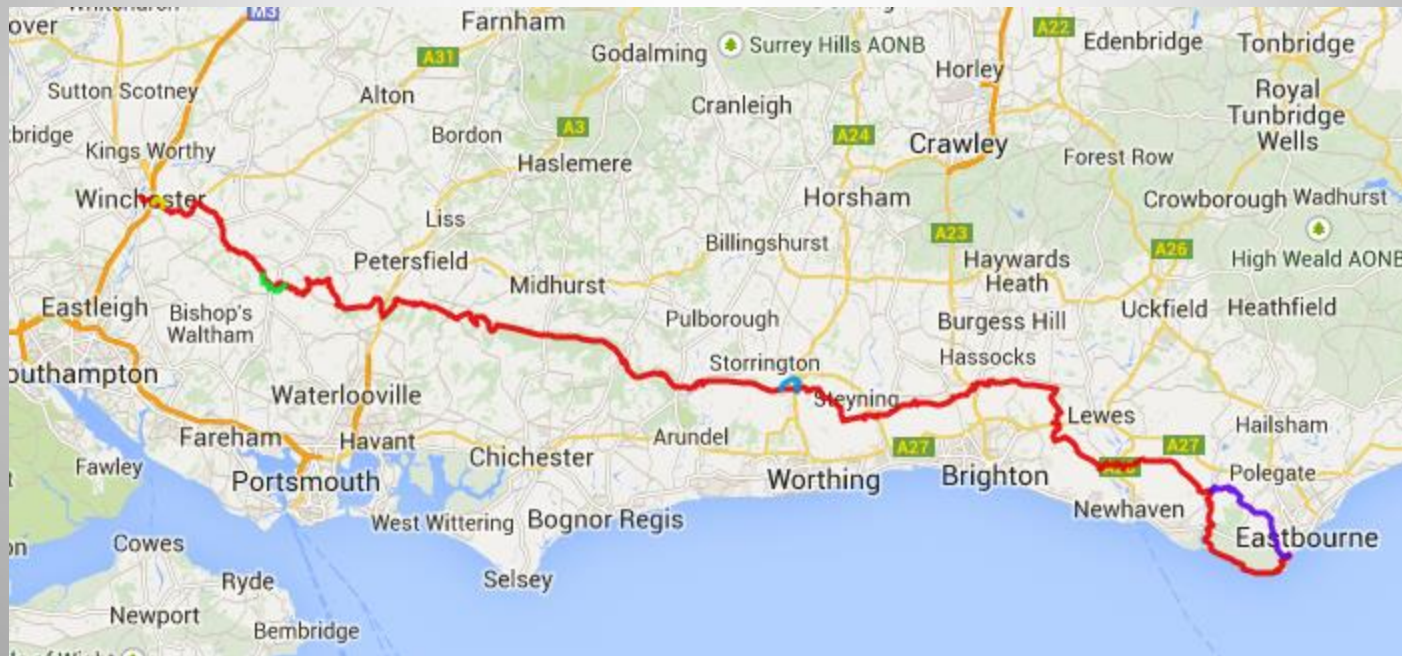 M3
over
Farnham
A22
Edenbridge
Tonbridge
Godalming
Surrey Hills AONB
A31
Horley
Sutton Scotney
Alton
Cranleigh
Royal
Tunbridge
Wells
Bordon
A3
A24
Crawley
Forest Row
Kings Worthy
Haslemere
Winchester
Horsham
Crowborough
Wadhurst
Liss
Billingshurst
A23
A26
High Weald AONB
Petersfield
Haywards
Heath
Midhurst
Eastleigh
Bishop's
Waltham
Pulborough
Burgess Hill
Uckfield
Heathfield
outhampton
Storrington
Hassocks
Waterlooville
Steyning
Lewes
Fareham
Havant
Arundel
A27
A27
Hailsham
Fawley
Chichester
Portsmouth
Worthing
Brighton
Polegate
West Wittering
Bognor Regis
Newhaven
Cowes
Eastbourne
Ryde
Selsey
Newport
Bembridge